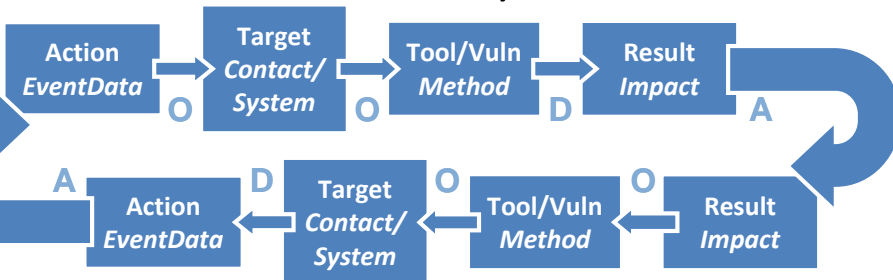 Action
EventData
O
Target
Contact/
System
O
Tool/Vuln
Method
D
Result
Impact
A
A
Action
EventData
D
Target
Contact/
System
O
Tool/Vuln
Method
O
Result
Impact